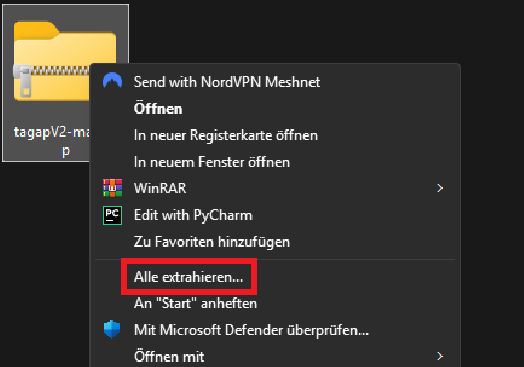 Send with NordVPN Meshnet
Öffnen
In neuer Registerkarte öffnen
In neuem Fenster öffnen
WinRAR
PC Edit with PyCharm
Zu Favoriten hinzufügen
tagapV2-ma
p
Alle extrahieren...
An "Start" anheften
Mit Microsoft Defender überprüfen...
Öffnen mit